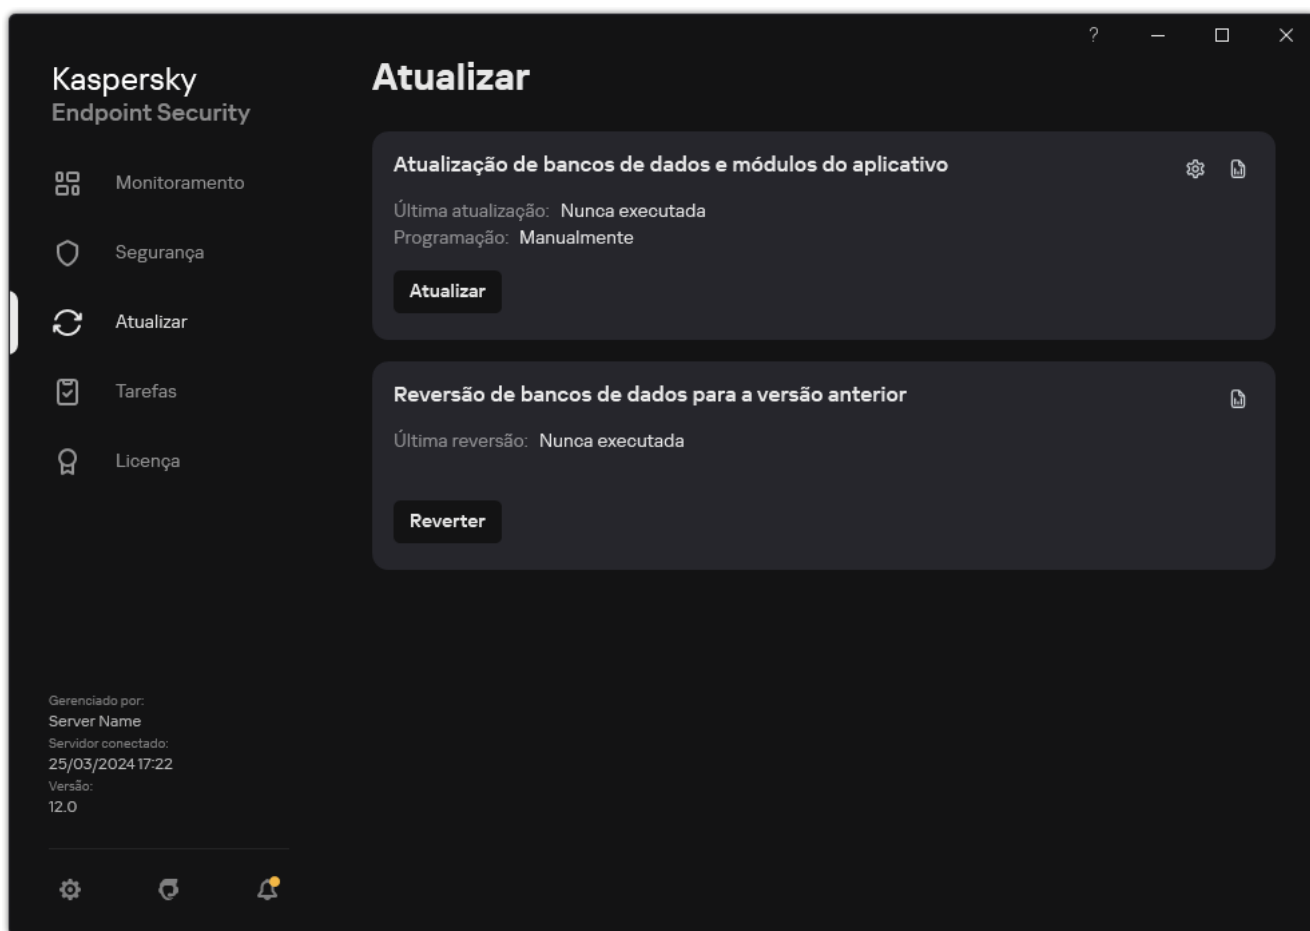 ?
Kaspersky
Endpoint Security
Monitoramento
Segurança
Atualizar
Tarefas
Licença
Gerenciado por:
Server Name
Servidor conectado:
25/03/2024 17:22
Versão:
12.0
Atualizar
Atualização de bancos de dados e módulos do aplicativo
Última atualização: Nunca executada
Programação: Manualmente
Atualizar
Reversão de bancos de dados para a versão anterior
Última reversão: Nunca executada
Reverter